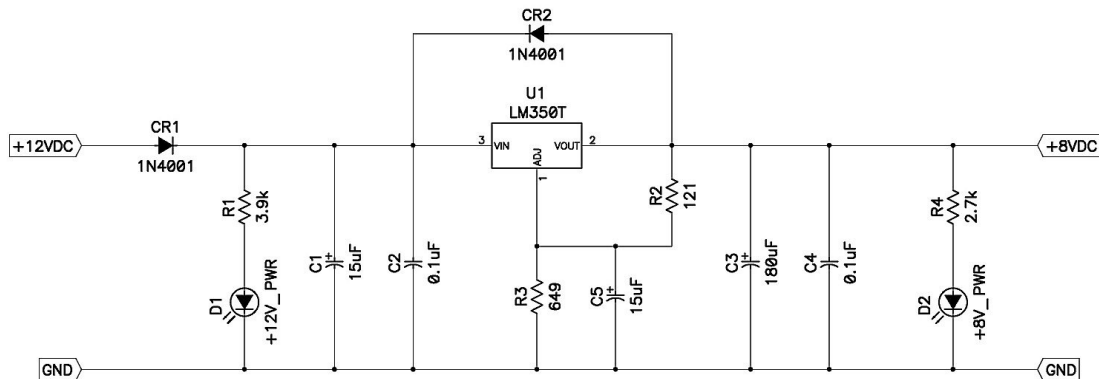 CR2
1N4001
U1
LM350T
CR1
+12VDC
1N4001
3
VIN
VOUT
2
ADJ
1
+8VDC
R1
3.9k
R2
121
R4
2.7k
C1
+
15uF
C2
0.1uF
R3
649
C5
+
15uF
C3
+
180uF
C4
0.1uF
D1
+12V_PWR
D2
+8V_PWR
GND
GND